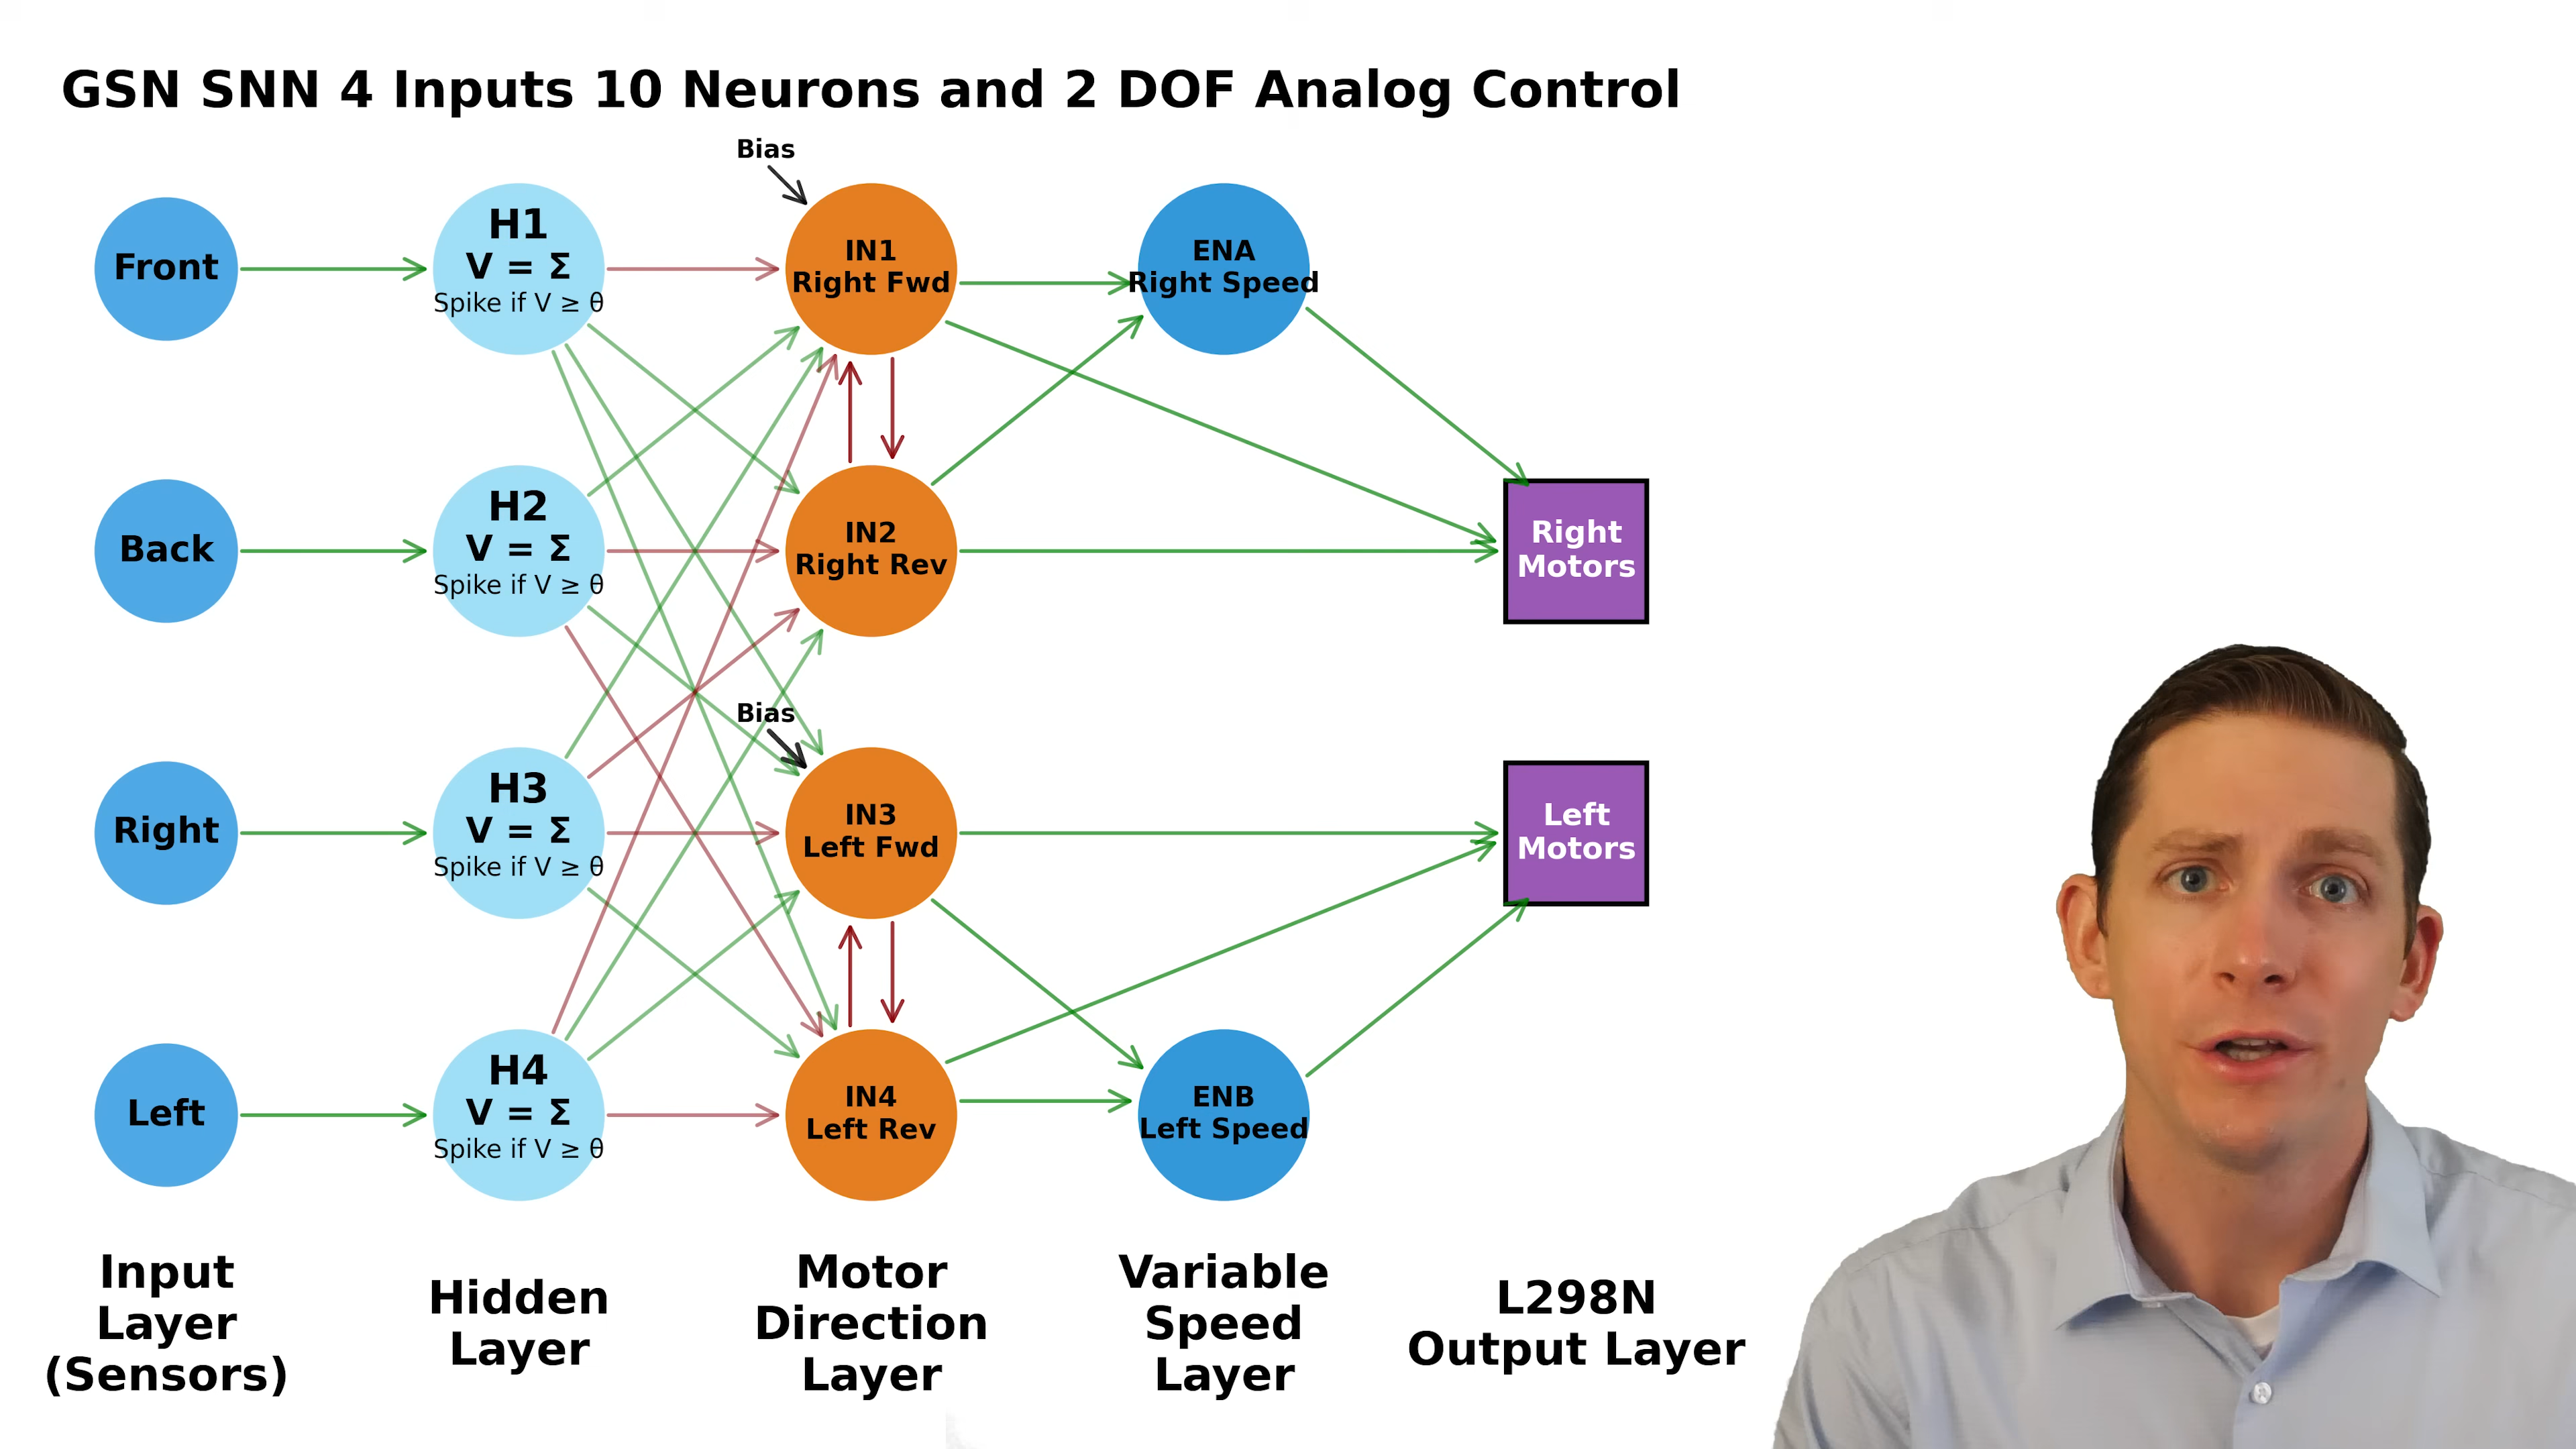 GSN SNN 4 Inputs 10 Neurons and 2 DOF Analog Control
Bias
Front
H1
V = Σ
Spike if V ≥ θ
IN1
Right Fwd
ENA
Right Speed
Back
H2
V = Σ
Spike if V ≥ θ
IN2
Right Rev
Right
Motors
Bias
Right
H3
V = Σ
Spike if V ≥ θ
IN3
Left Fwd
Left
Motors
Left
H4
V = Σ
Spike if V ≥ θ
IN4
Left Rev
ENB
Left Speed
Input
Layer
(Sensors)
Hidden
Layer
Motor
Direction
Layer
Variable
Speed
Layer
L298N
Output Layer